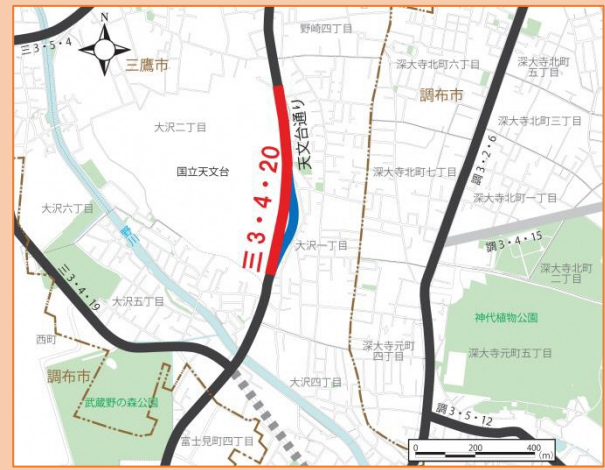 三3・5・4
N
野崎四丁目
三鷹市
深大寺北町六丁目
深大寺北町
五丁目
調布市
大沢二丁目
天文台通り
深大寺北町三丁目
調3・2・6
国立天文台
三3・4・20
深大寺北町七丁目
深大寺北町一丁目
大沢六丁目
野川
大沢一丁目
調3・4・15
深大寺北町
二丁目
三3・4・19
大沢五丁目
神代植物公園
西町
深大寺元町
四丁目
深大寺元町五丁目
調布市
大沢四丁目
武蔵野の森公園
富士見町四丁目
調3・5・12
0 200 400
(m)